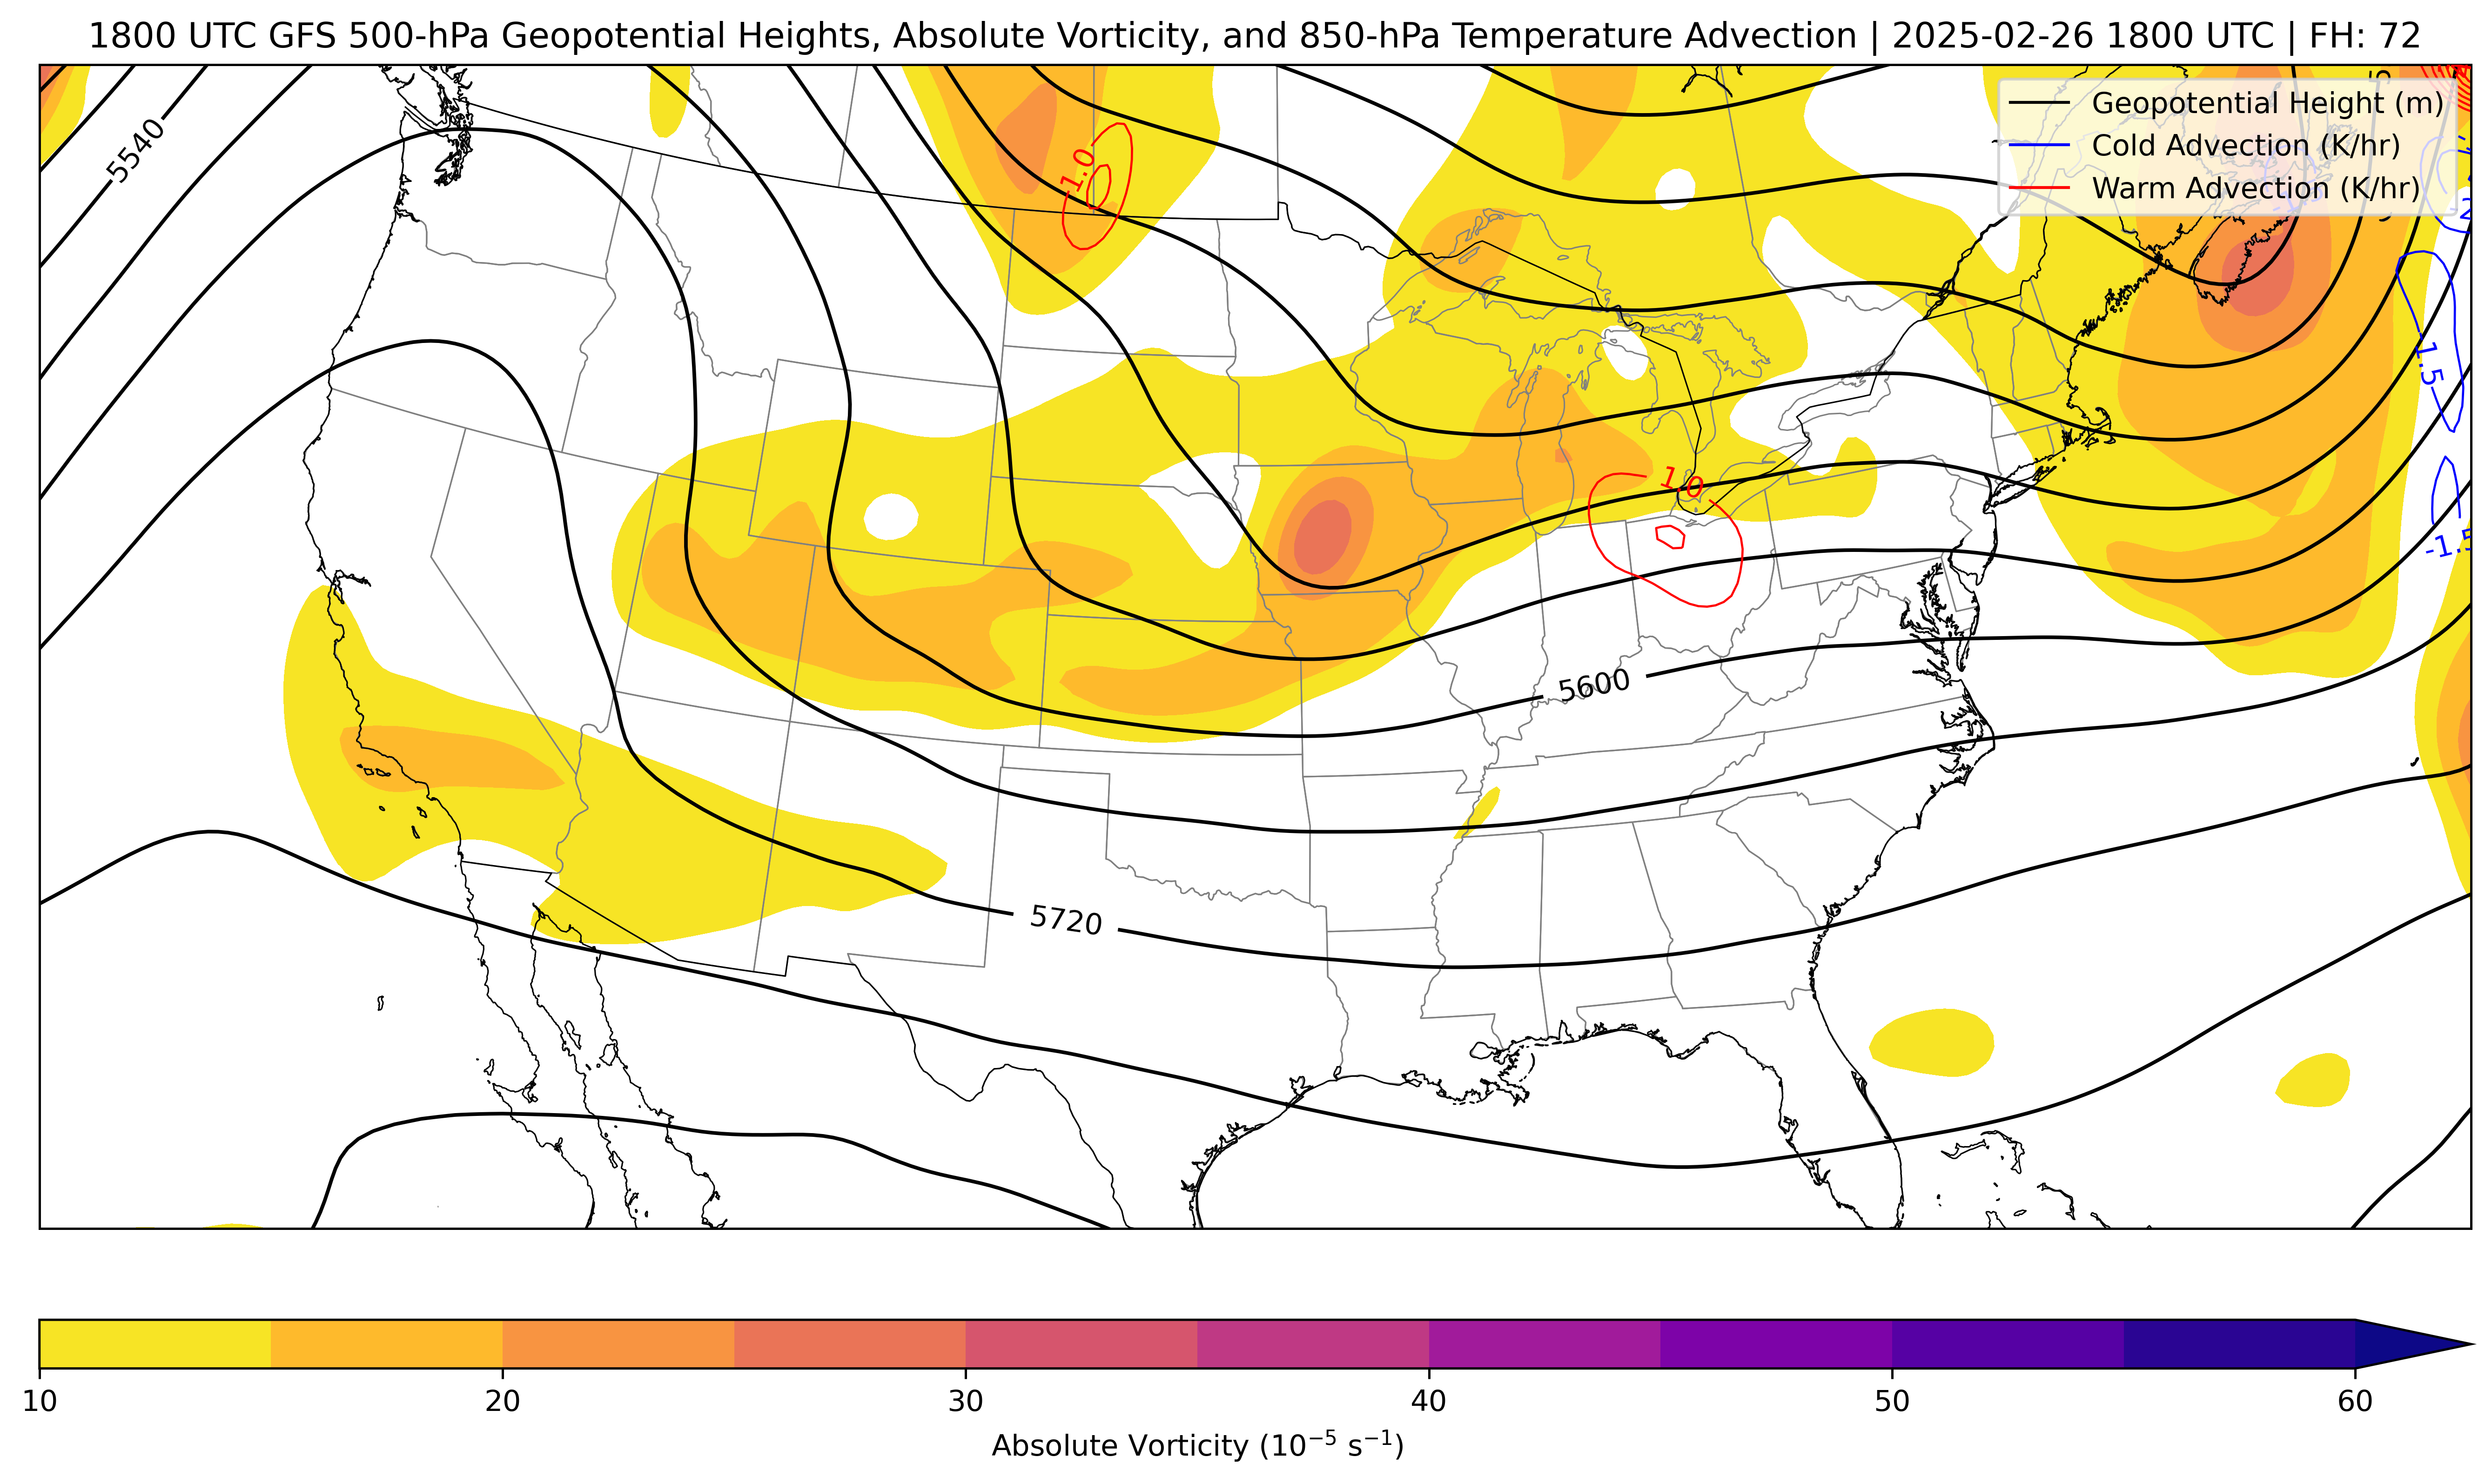 1800 UTC GFS 500-hPa Geopotential Heights, Absolute Vorticity, and 850-hPa Temperature Advection | 2025-02-26 1800 UTC | FH: 72
Geopotential Height (m)
Cold Advection (K/hr)
Warm Advection (K/hr)
5540
1.0
1.0
-1.5
-1.5
5600
5720
10 20 30 40 50 60
Absolute Vorticity (10⁻⁵ s⁻¹)